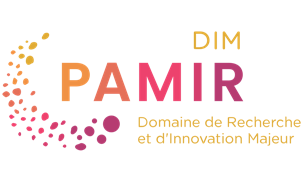 DIM
PAMIR
Domaine de Recherche
et d'Innovation Majeur